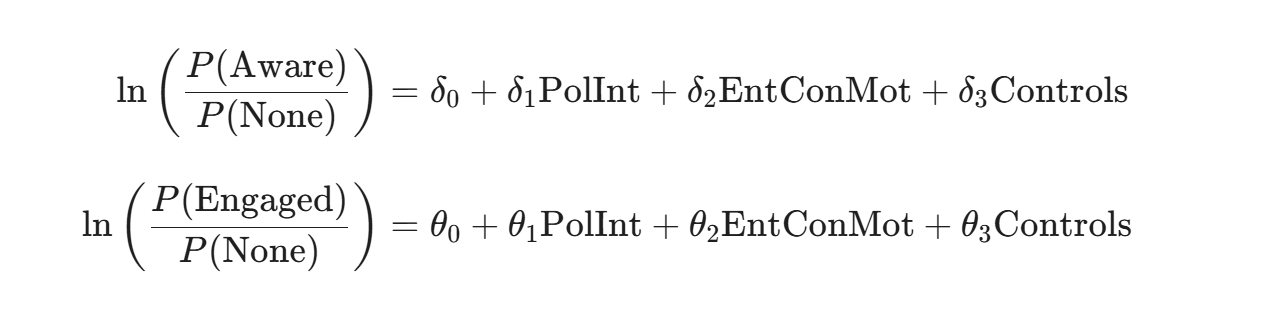 ln(P(Aware)/P(None)) = δ₀ + δ₁PolInt + δ₂EntConMot + δ₃Controls
ln(P(Engaged)/P(None)) = θ₀ + θ₁PolInt + θ₂EntConMot + θ₃Controls